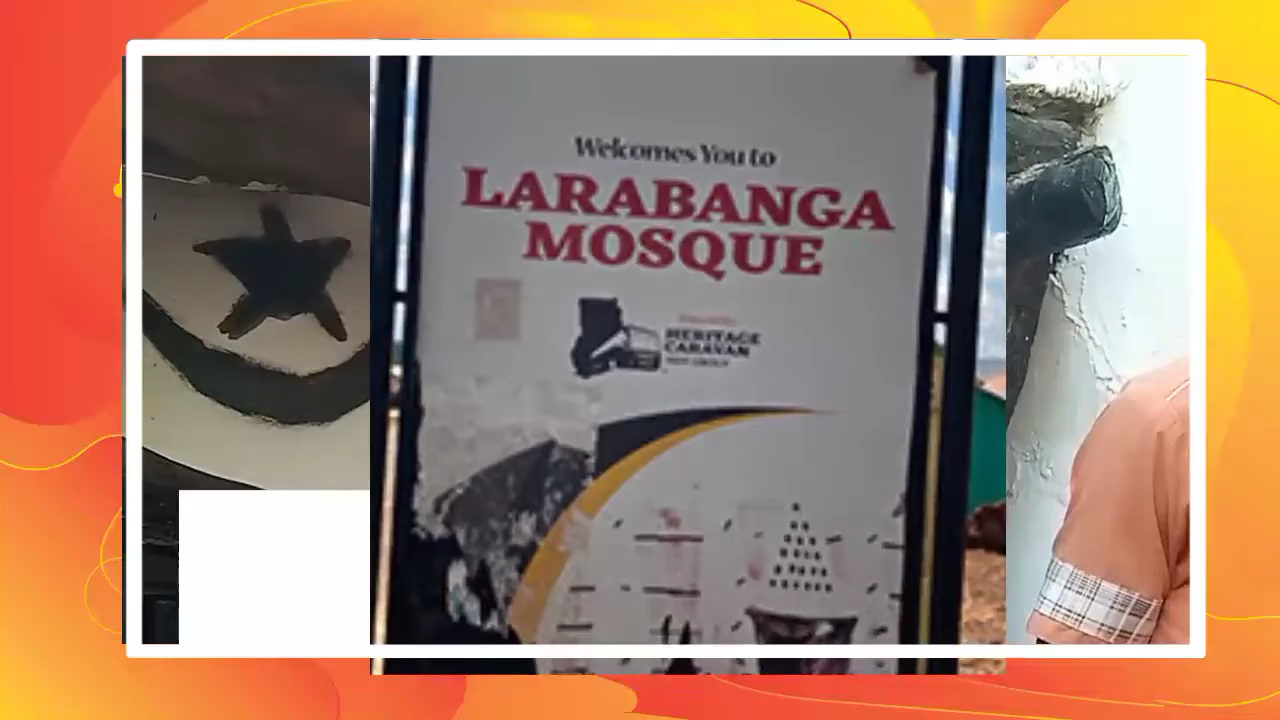 Welcomes You to
LARABANGA
MOSQUE
HERITAGE
CARAVAN